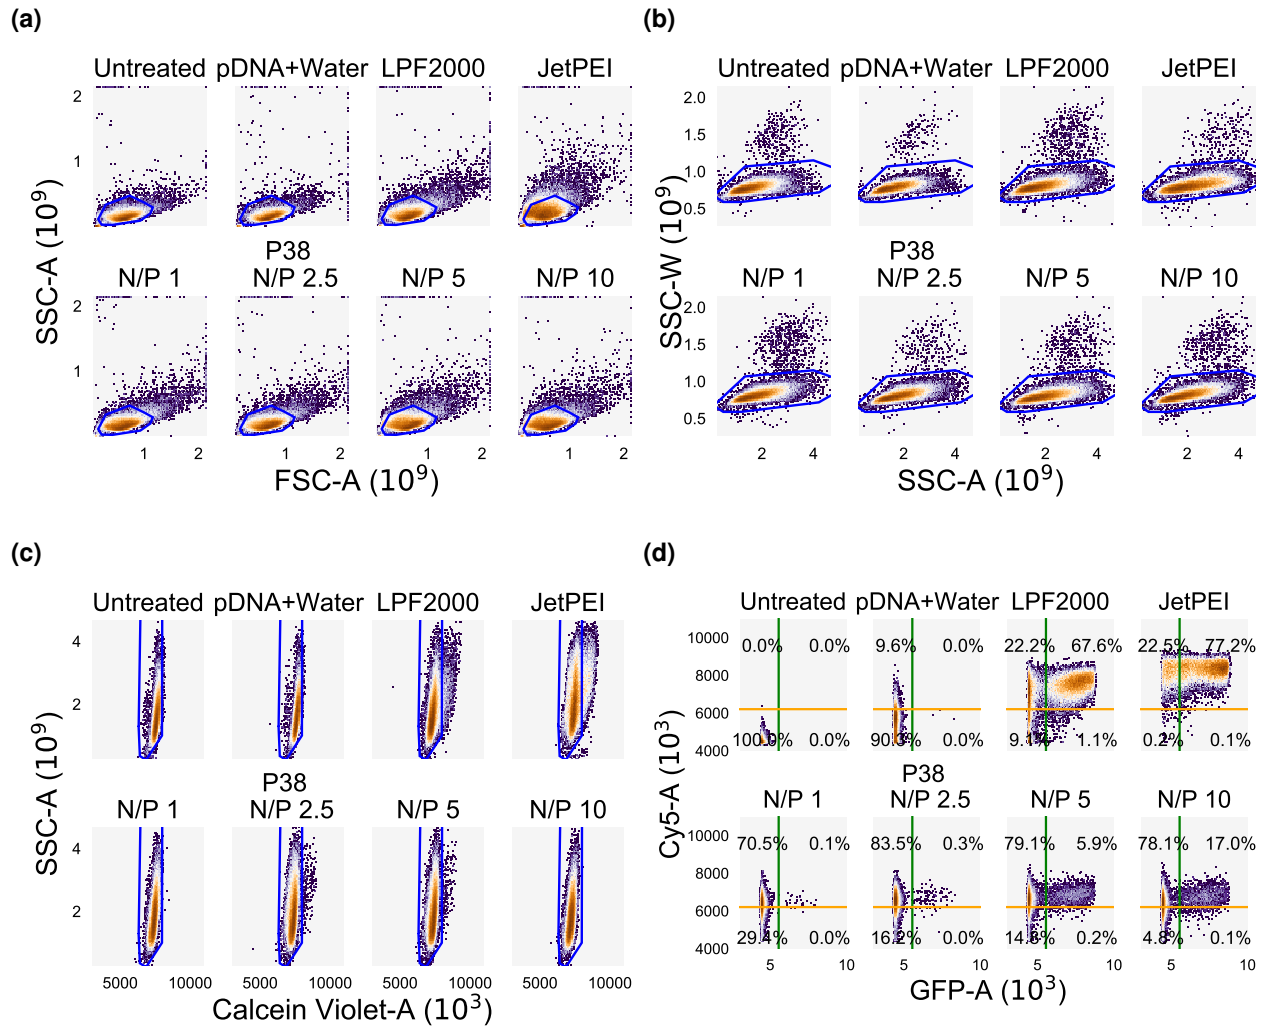 (a)
Untreated pDNA+Water LPF2000 JetPEI
2
1
P38
N/P 1 N/P 2.5 N/P 5 N/P 10
2
1
1 2 1 2 1 2 1 2
SSC-A (10⁹)
FSC-A (10⁹)
(b)
Untreated pDNA+Water LPF2000 JetPEI
2.0
1.5
1.0
0.5
P38
N/P 1 N/P 2.5 N/P 5 N/P 10
2.0
1.5
1.0
0.5
2 4 2 4 2 4 2 4
SSC-W (10⁹)
SSC-A (10⁹)
(c)
Untreated pDNA+Water LPF2000 JetPEI
4
2
P38
N/P 1 N/P 2.5 N/P 5 N/P 10
4
2
5000 10000 5000 10000 5000 10000 5000 10000
SSC-A (10⁹)
Calcein Violet-A (10³)
(d)
Untreated pDNA+Water LPF2000 JetPEI
10000
0.0% 0.0% 9.6% 0.0% 22.2% 67.6% 22.5% 77.2%
8000
6000
100.0% 0.0% 90.3% 0.0% 9.1% 1.1% 0.2% 0.1%
4000
P38
N/P 1 N/P 2.5 N/P 5 N/P 10
10000
70.5% 0.1% 83.5% 0.3% 79.1% 5.9% 78.1% 17.0%
8000
6000
29.4% 0.0% 16.2% 0.0% 14.8% 0.2% 4.8% 0.1%
4000
5 10 5 10 5 10 5 10
Cy5-A (10³)
GFP-A (10³)